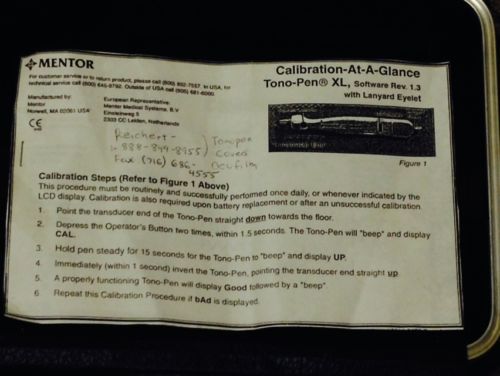 MENTOR
For customer service or to return product, please call (800) 992-7557. In USA, for
technical service call (800) 645-9792. Outside of USA call (805) 681-6000.
Manufactured by:
Mentor
Norwell, MA 02061 USA
CE
European Representative:
Mentor Medical Systems, B.V.
Einsteinweg 5
2333 CC Leiden, Netherlands
Calibration-At-A-Glance
Tono-Pen® XL, Software Rev. 1.3
with Lanyard Eyelet
Figure 1
Reichert -
888-849-8955
Fax (716) 686-
4555
Tonopen
Cover
Calibration Steps (Refer to Figure 1 Above)
This procedure must be routinely and successfully performed once daily, or whenever indicated by the
LCD display. Calibration is also required upon battery replacement or after an unsuccessful calibration
1. Point the transducer end of the Tono-Pen straight down towards the floor.
2. Depress the Operator's Button two times, within 1.5 seconds. The Tono-Pen will "beep" and display
CAL.
3. Hold pen steady for 15 seconds for the Tono-Pen to "beep" and display UP.
4. Immediately (within 1 second) invert the Tono-Pen, pointing the transducer end straight up.
5. A properly functioning Tono-Pen will display Good followed by a "beep"
6. Repeat this Calibration Procedure if bAd is displayed.